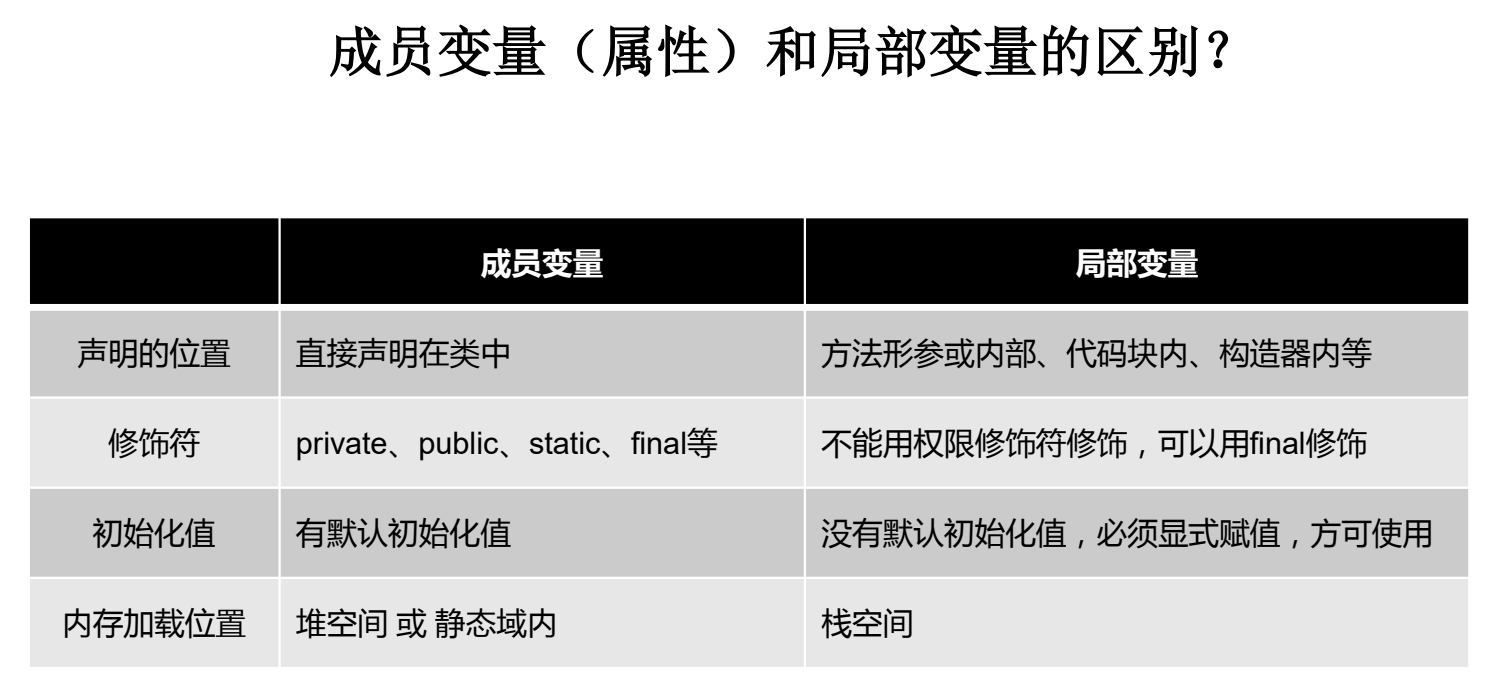 成员变量（属性）和局部变量的区别？
成员变量 局部变量
声明的位置 直接声明在类中 方法形参或内部、代码块内、构造器内等
修饰符 private、public、static、final等 不能用权限修饰符修饰，可以用final修饰
初始化值 有默认初始化值 没有默认初始化值，必须显式赋值，方可使用
内存加载位置 堆空间 或 静态域内 栈空间